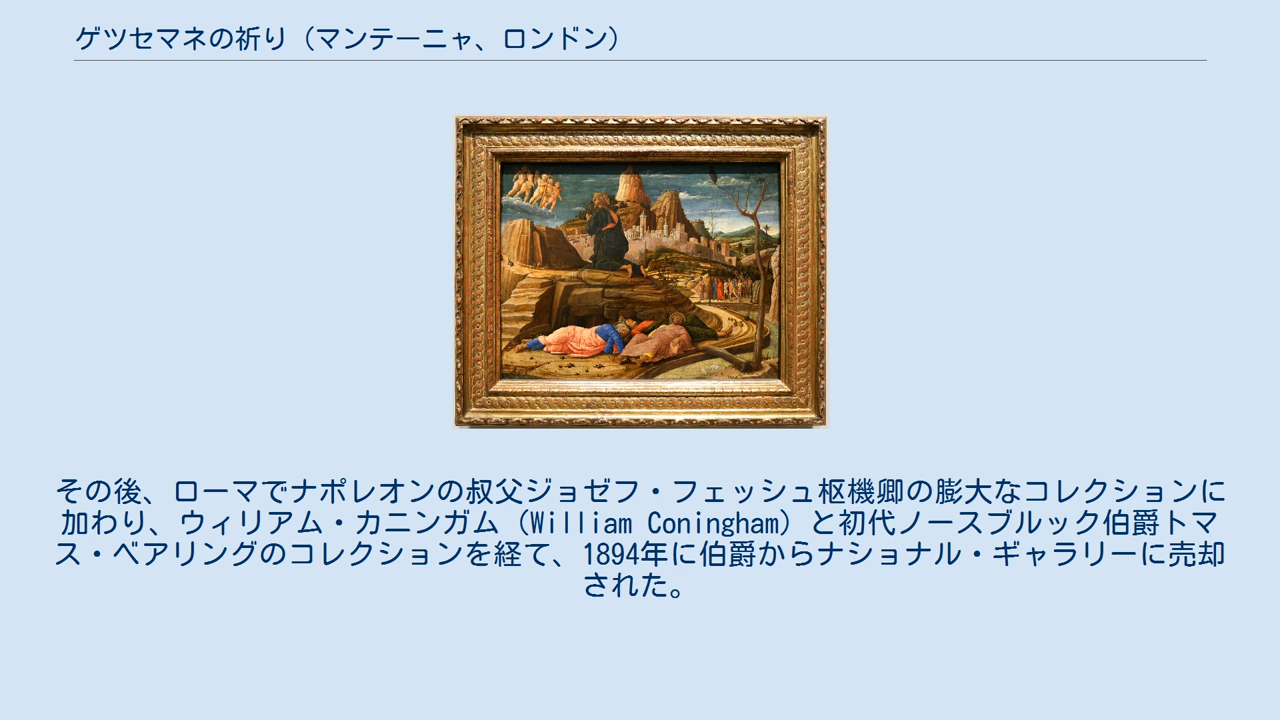 ゲツセマネの祈り（マンテーニャ、ロンドン）
その後、ローマでナポレオンの叔父ジョゼフ・フェッシュ枢機卿の膨大なコレクションに
加わり、ウィリアム・カニンガム（William Coningham）と初代ノースブルック伯爵トマ
ス・ベアリングのコレクションを経て、1894年に伯爵からナショナル・ギャラリーに売却
された。